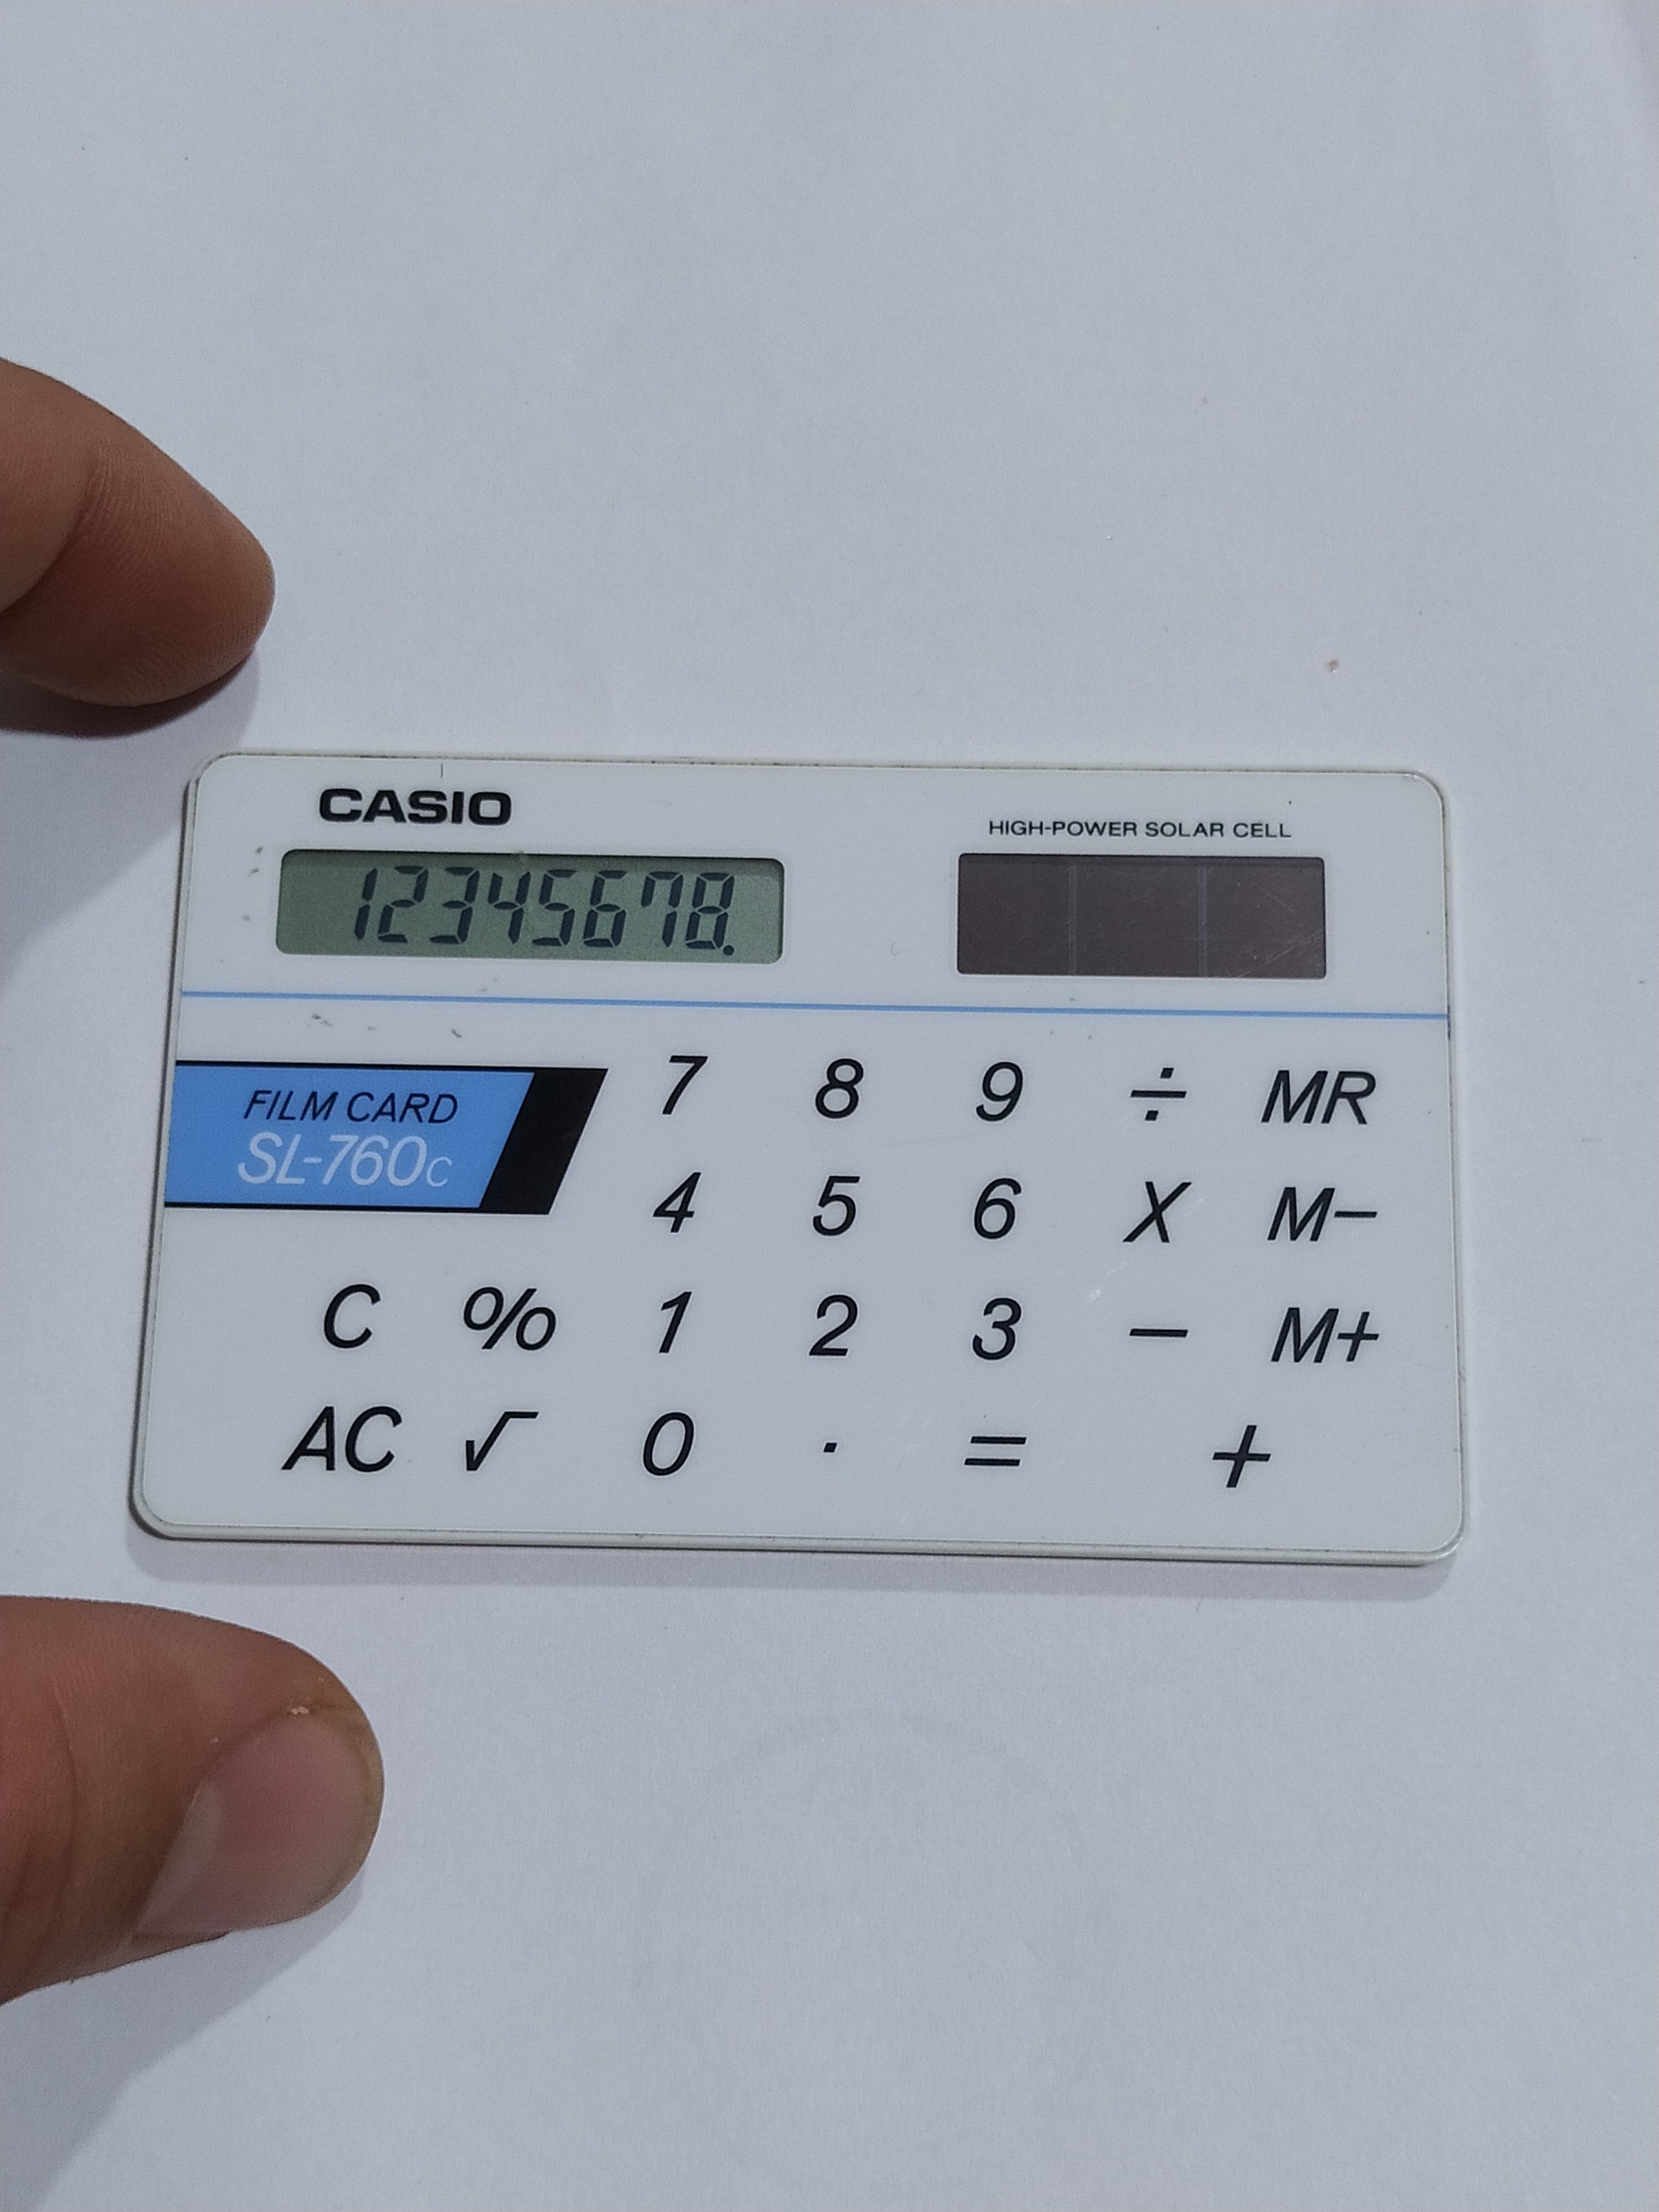 CASIO
HIGH-POWER SOLAR CELL
12345678.
FILM CARD
SL-760C
7 8 9 ÷ MR
4 5 6 X M−
C % 1 2 3 − M+
AC √ 0 · = +